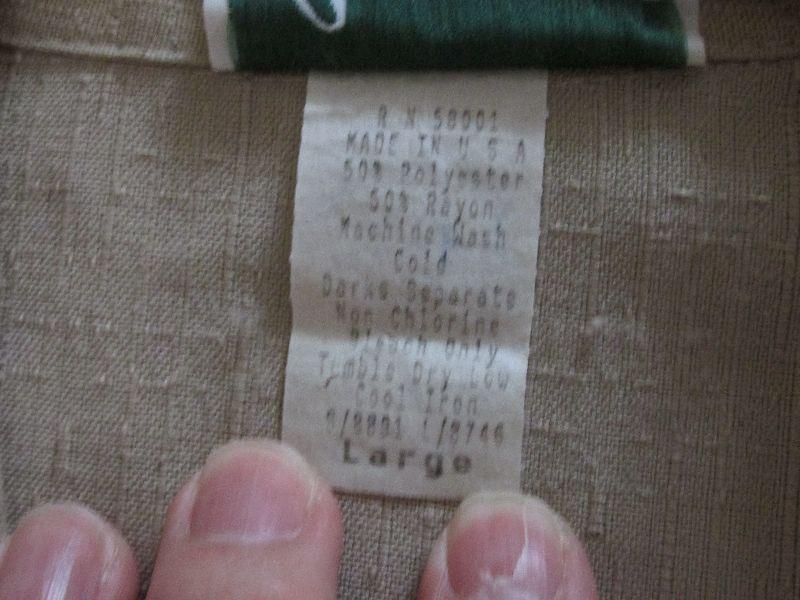 R N 58001
MADE IN U S A
50% Polyester
50% Rayon
Machine Wash
Cold
Darks Separate
Non Chlorine
Bleach Only
Tumble Dry Low
Cool Iron
Large